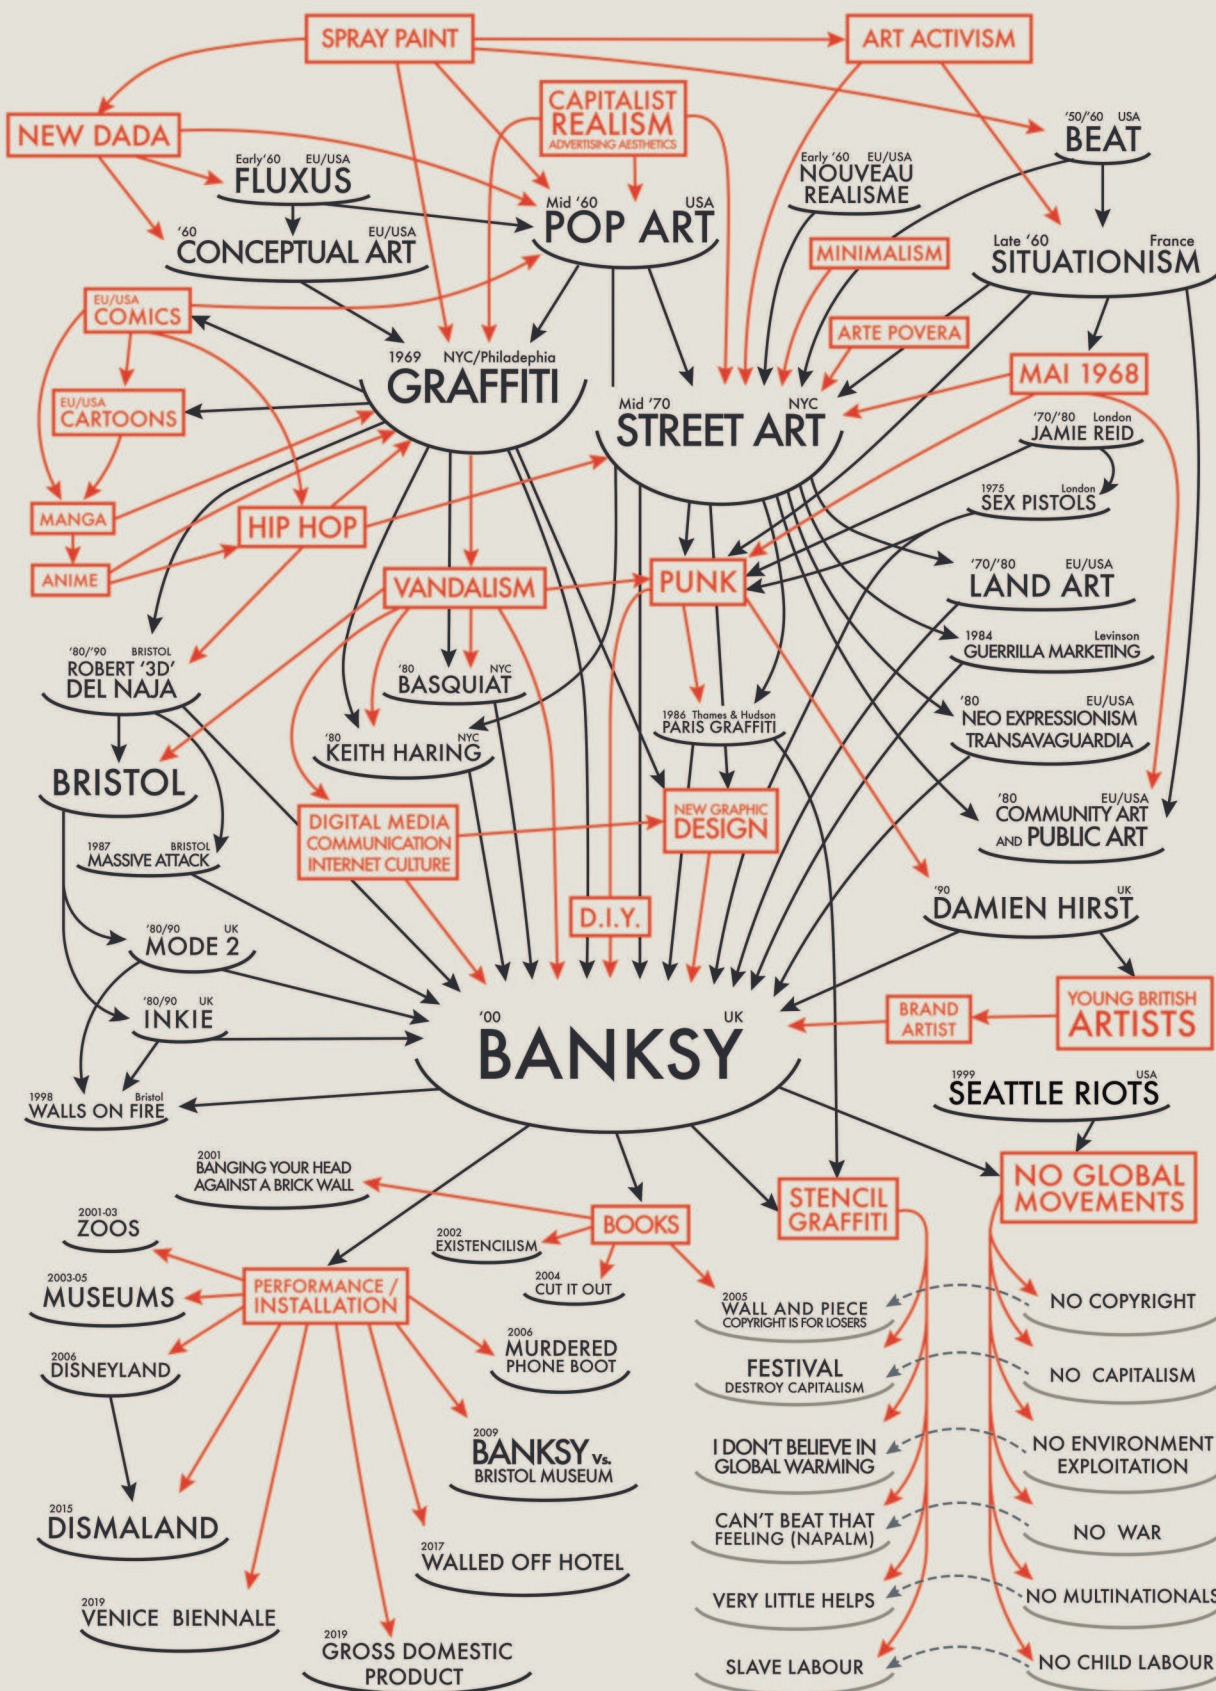 SPRAY PAINT
ART ACTIVISM
CAPITALIST
REALISM
ADVERTISING AESTHETICS
NEW DADA
'50/'60 USA
BEAT
Early'60 EU/USA
FLUXUS
Early '60 EU/USA
NOUVEAU
REALISME
Mid '60 USA
POP ART
'60 EU/USA
CONCEPTUAL ART
MINIMALISM
Late '60 France
SITUATIONISM
EU/USA
COMICS
ARTE POVERA
1969 NYC/Philadephia
GRAFFITI
MAI 1968
EU/USA
CARTOONS
Mid '70 NYC
STREET ART
'70/'80 London
JAMIE REID
1975 London
SEX PISTOLS
MANGA
HIP HOP
ANIME
VANDALISM
PUNK
'70/'80 EU/USA
LAND ART
'80/'90 BRISTOL
ROBERT '3D'
DEL NAJA
'80 NYC
BASQUIAT
1984 Levinson
GUERRILLA MARKETING
1986 Thames & Hudson
PARIS GRAFFITI
'80 EU/USA
NEO EXPRESSIONISM
TRANSAVAGUARDIA
'80 NYC
KEITH HARING
BRISTOL
DIGITAL MEDIA
COMMUNICATION
INTERNET CULTURE
NEW GRAPHIC
DESIGN
'80 EU/USA
COMMUNITY ART
AND PUBLIC ART
1987 BRISTOL
MASSIVE ATTACK
D.I.Y.
'90 UK
DAMIEN HIRST
'80/90 UK
MODE 2
'80/90 UK
INKIE
'00 UK
BANKSY
BRAND
ARTIST
YOUNG BRITISH
ARTISTS
1998 Bristol
WALLS ON FIRE
1999 USA
SEATTLE RIOTS
2001
BANGING YOUR HEAD
AGAINST A BRICK WALL
STENCIL
GRAFFITI
NO GLOBAL
MOVEMENTS
2001-03
ZOOS
BOOKS
2002
EXISTENCILISM
2003-05
MUSEUMS
PERFORMANCE /
INSTALLATION
2004
CUT IT OUT
2005
WALL AND PIECE
COPYRIGHT IS FOR LOSERS
NO COPYRIGHT
2006
DISNEYLAND
2006
MURDERED
PHONE BOOT
FESTIVAL
DESTROY CAPITALISM
NO CAPITALISM
2009
BANKSY Vs.
BRISTOL MUSEUM
I DON'T BELIEVE IN
GLOBAL WARMING
NO ENVIRONMENT
EXPLOITATION
2015
DISMALAND
CAN'T BEAT THAT
FEELING (NAPALM)
NO WAR
2017
WALLED OFF HOTEL
VERY LITTLE HELPS
NO MULTINATIONALS
2019
VENICE BIENNALE
2019
GROSS DOMESTIC
PRODUCT
SLAVE LABOUR
NO CHILD LABOUR